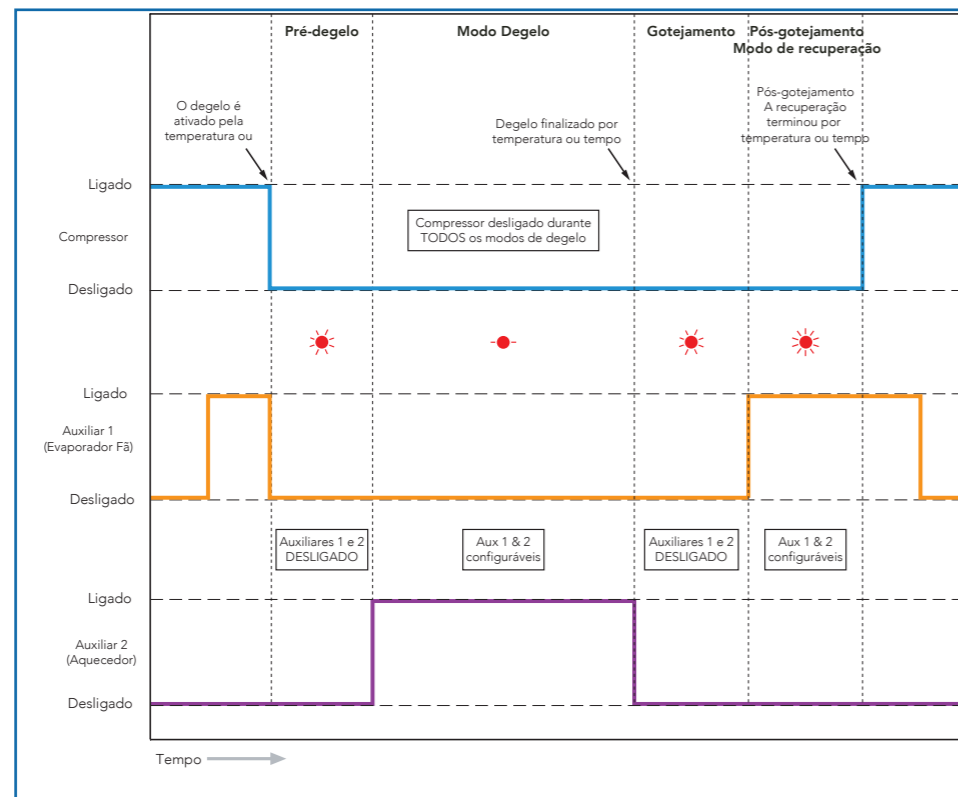 Pré-degelo
Modo Degelo
Gotejamento
Pós-gotejamento
Modo de recuperação
O degelo é
ativado pela
temperatura ou
Degelo finalizado por
temperatura ou tempo
Pós-gotejamento
A recuperação
terminou por
temperatura ou tempo
Ligado
Compressor
Desligado
Compressor desligado durante
TODOS os modos de degelo
Ligado
Auxiliar 1
(Evaporador Fã)
Desligado
Auxiliares 1 e 2
DESLIGADO
Aux 1 & 2
configuráveis
Auxiliares 1 e 2
DESLIGADO
Aux 1 & 2
configuráveis
Ligado
Auxiliar 2
(Aquecedor)
Desligado
Tempo